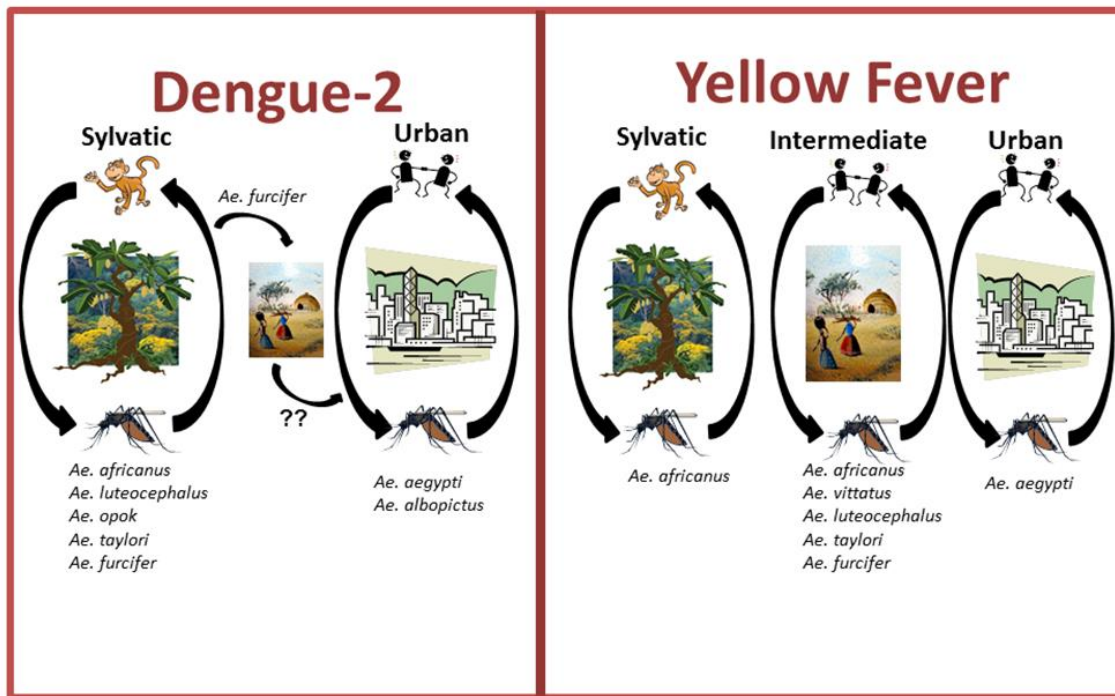 Dengue-2
Sylvatic
Urban
Ae. furcifer
??
Ae. africanus
Ae. luteocephalus
Ae. opok
Ae. taylori
Ae. furcifer
Ae. aegypti
Ae. albopictus
Yellow Fever
Sylvatic
Intermediate
Urban
Ae. africanus
Ae. africanus
Ae. vittatus
Ae. luteocephalus
Ae. taylori
Ae. furcifer
Ae. aegypti